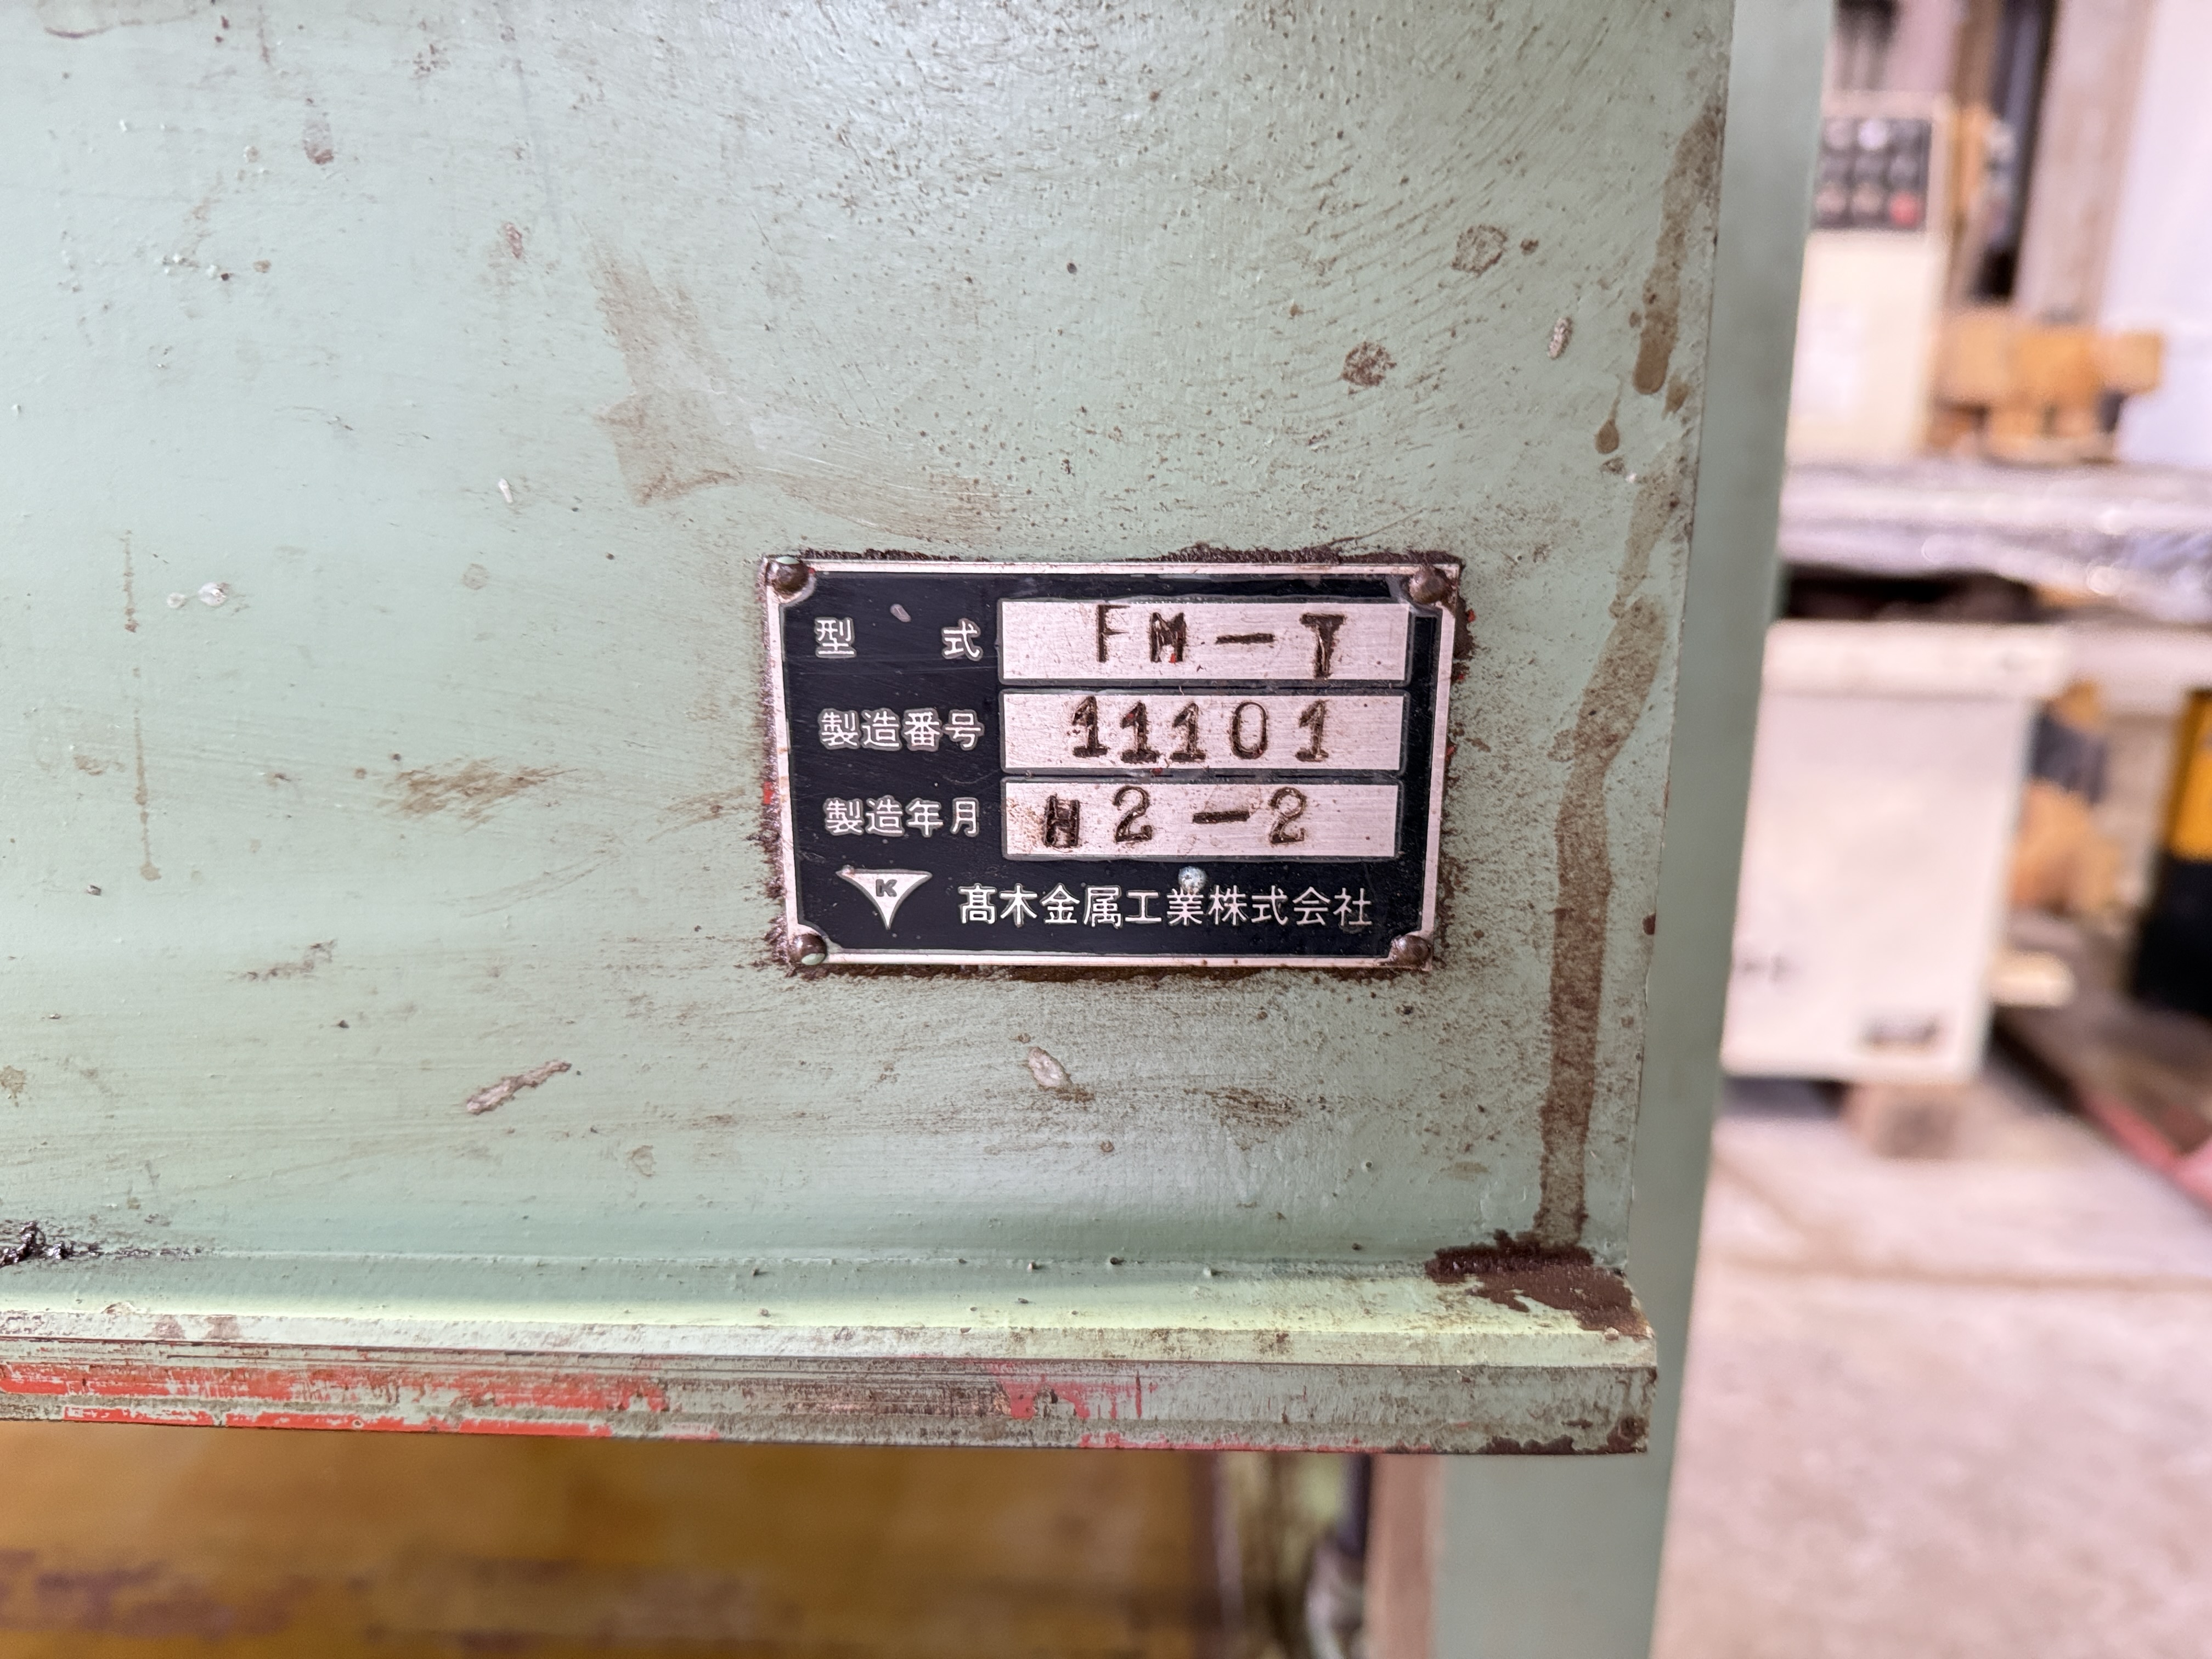 型式 FM-T
製造番号 11101
製造年月 H2-2
K 髙木金属工業株式会社